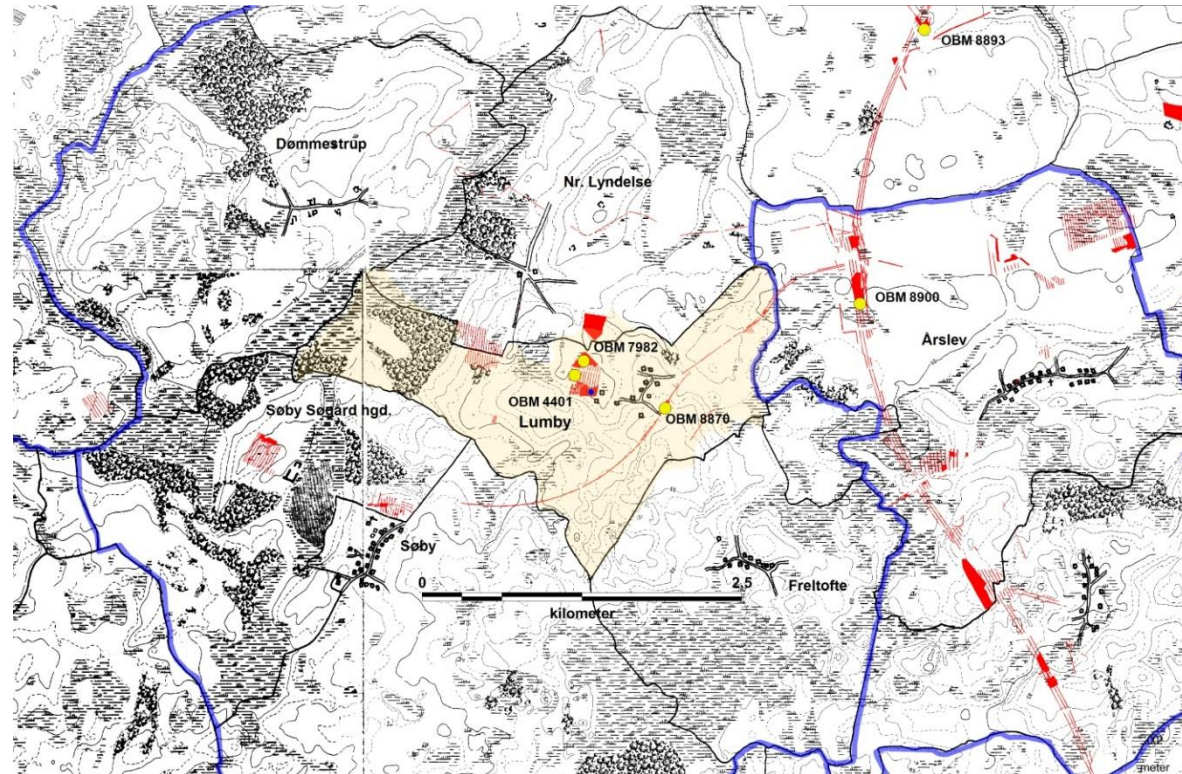 OBM 8893
Dømmestrup
Nr. Lyndelse
OBM 8900
Årslev
OBM 7982
OBM 4401
Søby Søgård hgd.
Lumby
OBM 8870
Søby
0
2,5
Freltofte
kilometer